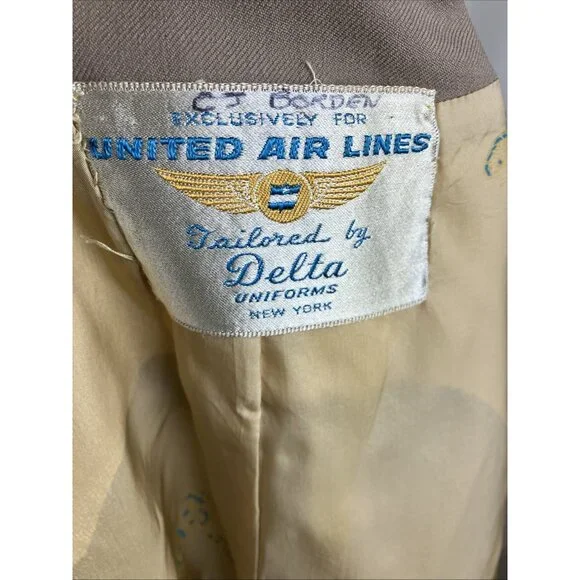 CJ BORDEN
EXCLUSIVELY FOR
UNITED AIR LINES
Tailored by
Delta
UNIFORMS
NEW YORK